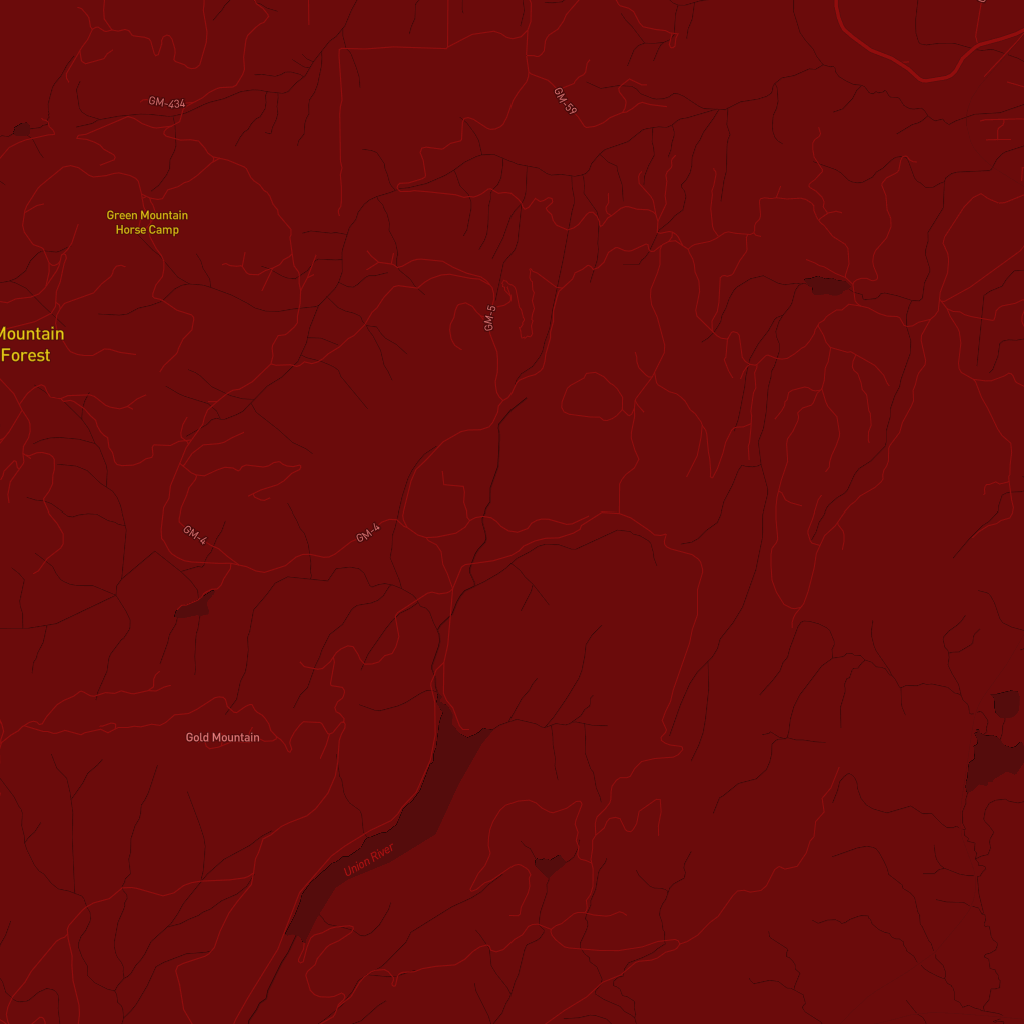 GM-434
GM-59
Green Mountain
Horse Camp
GM-5
Mountain
Forest
GM-4
GM-4
Gold Mountain
Union River